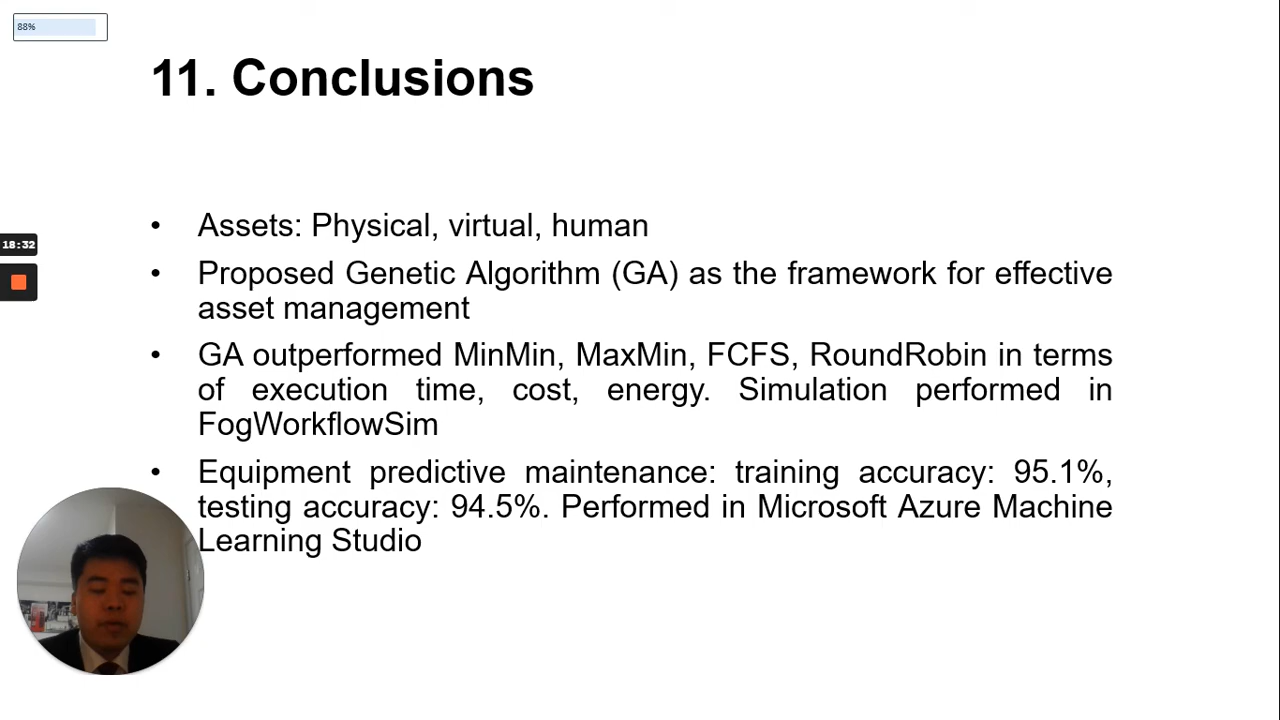 88%
11. Conclusions
• Assets: Physical, virtual, human
18:32
• Proposed Genetic Algorithm (GA) as the framework for effective
asset management
• GA outperformed MinMin, MaxMin, FCFS, RoundRobin in terms
of execution time, cost, energy. Simulation performed in
FogWorkflowSim
• Equipment predictive maintenance: training accuracy: 95.1%,
testing accuracy: 94.5%. Performed in Microsoft Azure Machine
Learning Studio